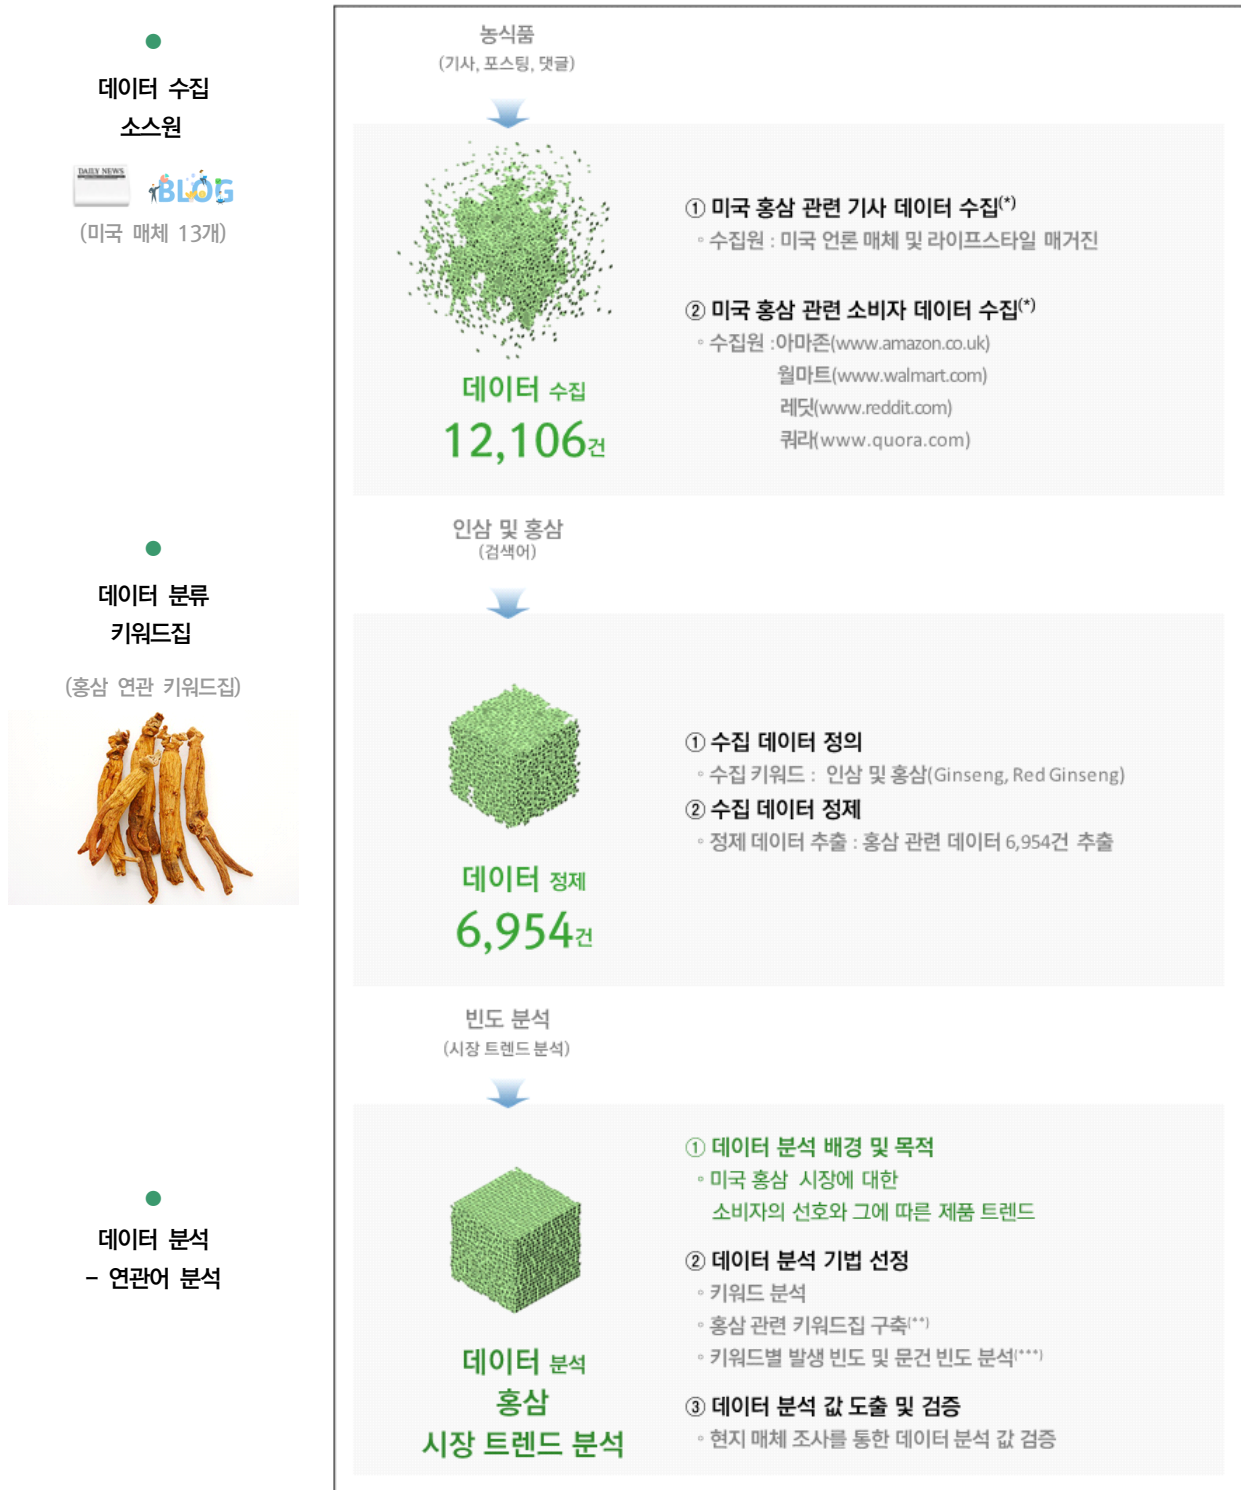 데이터 수집
소스원
DAILY NEWS
BLOG
(미국 매체 13개)
농식품
(기사, 포스팅, 댓글)
데이터 수집
12,106건
① 미국 홍삼 관련 기사 데이터 수집(*)
◦ 수집원 : 미국 언론 매체 및 라이프스타일 매거진
② 미국 홍삼 관련 소비자 데이터 수집(*)
◦ 수집원 :아마존(www.amazon.co.uk)
월마트(www.walmart.com)
레딧(www.reddit.com)
쿼라(www.quora.com)
데이터 분류
키워드집
(홍삼 연관 키워드집)
인삼 및 홍삼
(검색어)
데이터 정제
6,954건
① 수집 데이터 정의
◦ 수집 키워드 : 인삼 및 홍삼(Ginseng, Red Ginseng)
② 수집 데이터 정제
◦ 정제 데이터 추출 : 홍삼 관련 데이터 6,954건 추출
데이터 분석
- 연관어 분석
빈도 분석
(시장 트렌드 분석)
데이터 분석
홍삼
시장 트렌드 분석
① 데이터 분석 배경 및 목적
◦ 미국 홍삼 시장에 대한
소비자의 선호와 그에 따른 제품 트렌드
② 데이터 분석 기법 선정
◦ 키워드 분석
◦ 홍삼 관련 키워드집 구축(**)
◦ 키워드별 발생 빈도 및 문건 빈도 분석(***)
③ 데이터 분석 값 도출 및 검증
◦ 현지 매체 조사를 통한 데이터 분석 값 검증